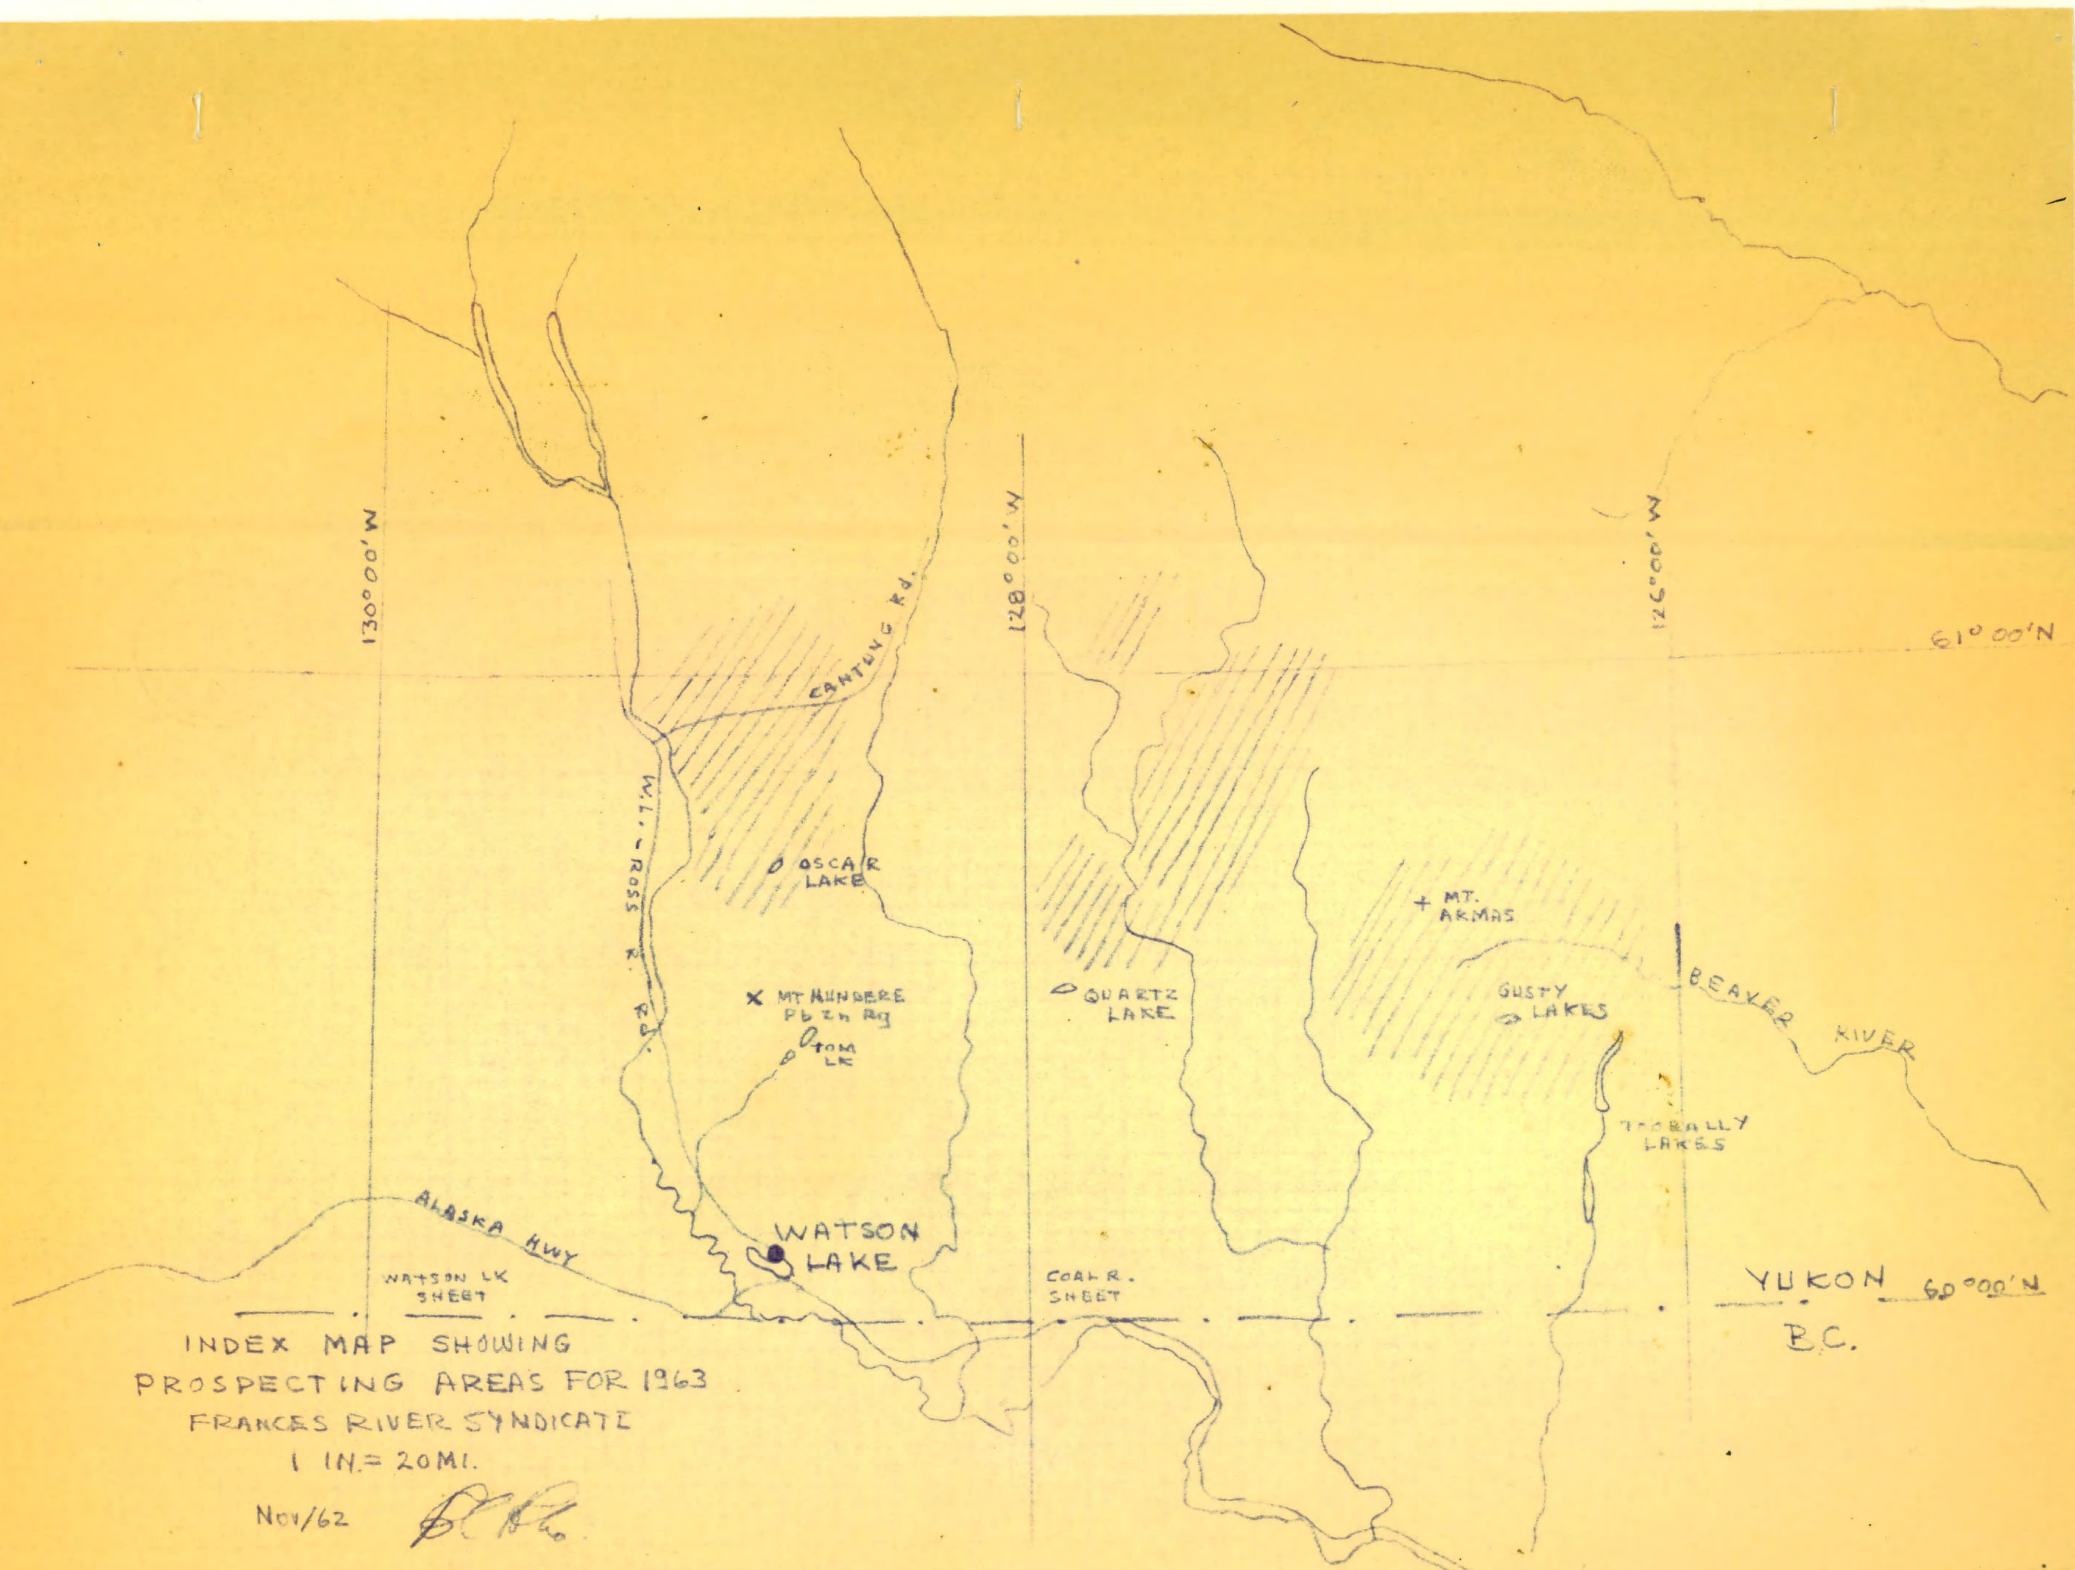 130°00'W
128°00'W
126°00'W
61°00'N
CANTUNG Rd.
W.L. - ROSS R. Rd.
OSCAR
LAKE
+ MT.
X MT HUNDERE
Pb Zn Ag
TOM
LK
QUARTZ
LAKE
GUSTY
LAKES
BEAVER RIVER
LAKES
ALASKA HWY
WATSON
LAKE
WATSON LK
SHEET
COAL R.
SHEET
YUKON 60°00'N
B.C.
INDEX MAP SHOWING
PROSPECTING AREAS FOR 1963
FRANCES RIVER SYNDICATE
1 IN. = 20 MI.
Nov/62